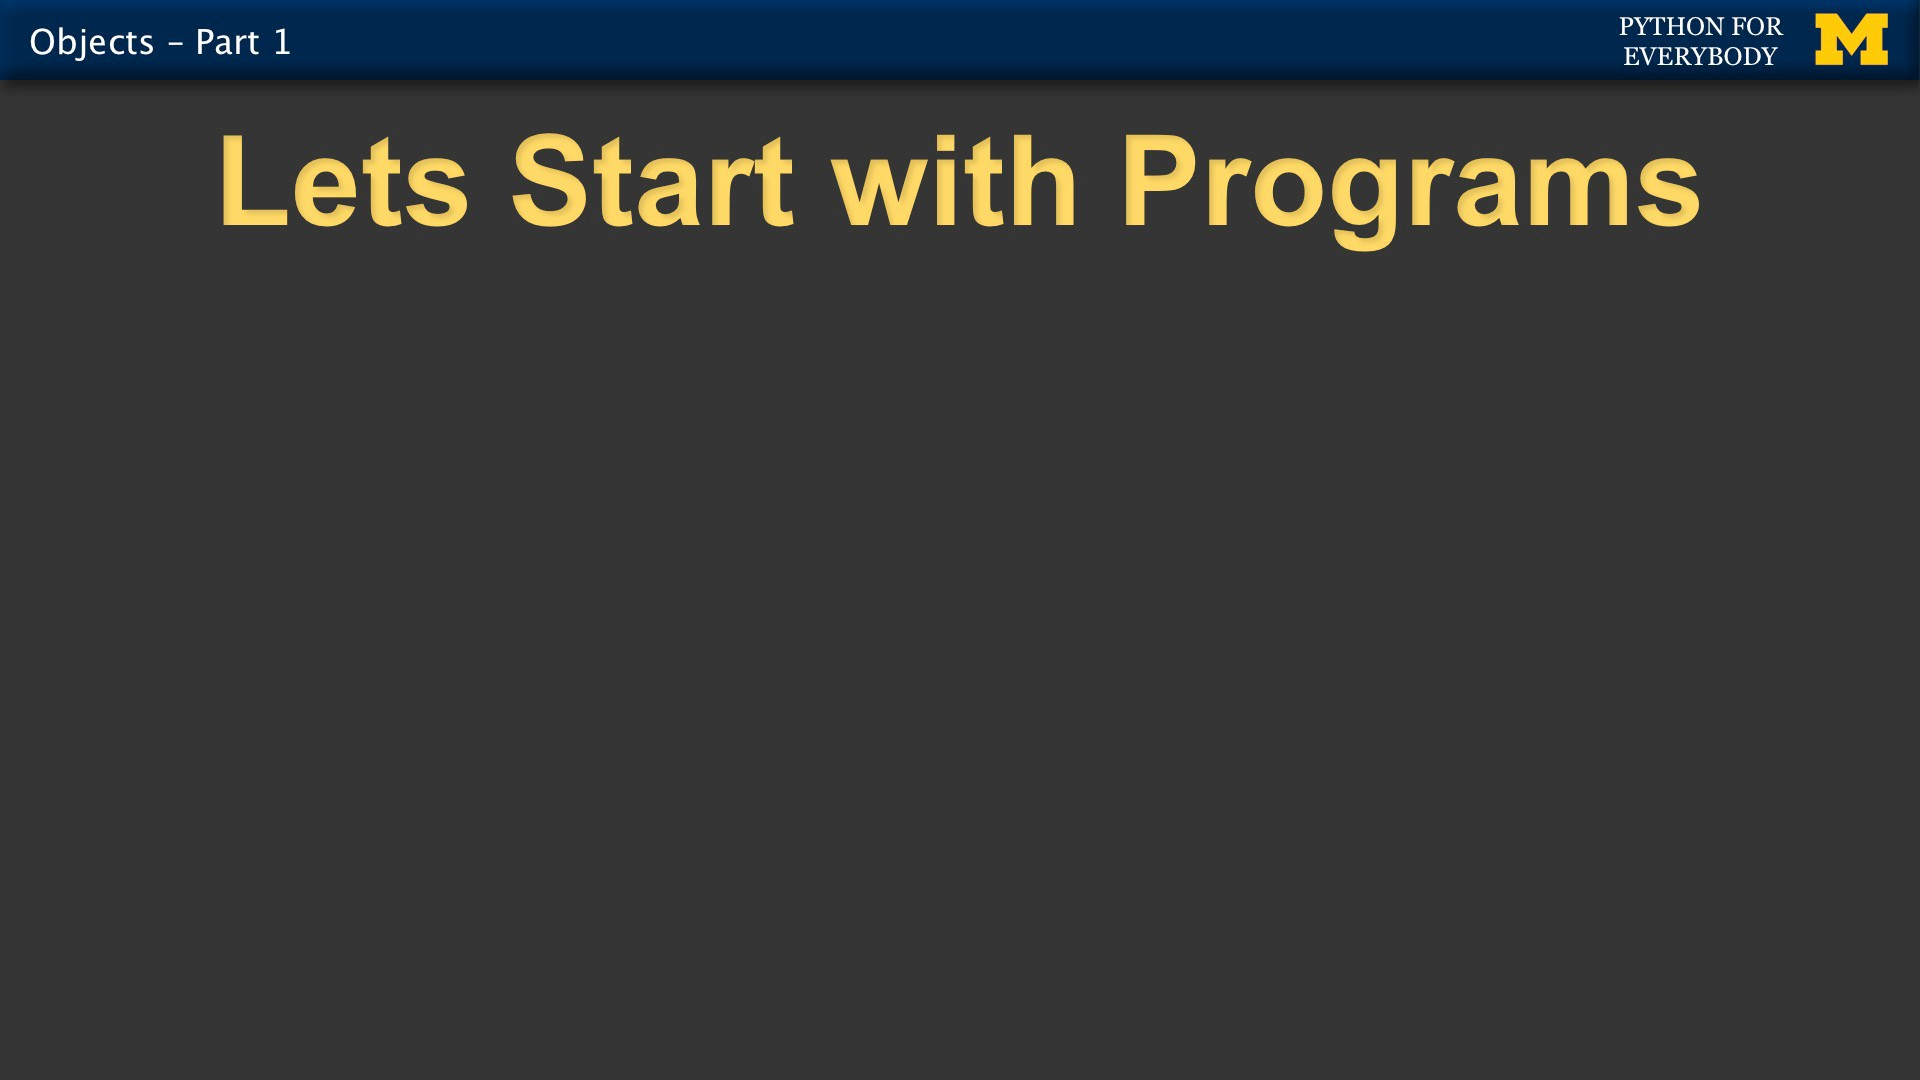 Objects – Part 1
PYTHON FOR
EVERYBODY
M
Lets Start with Programs